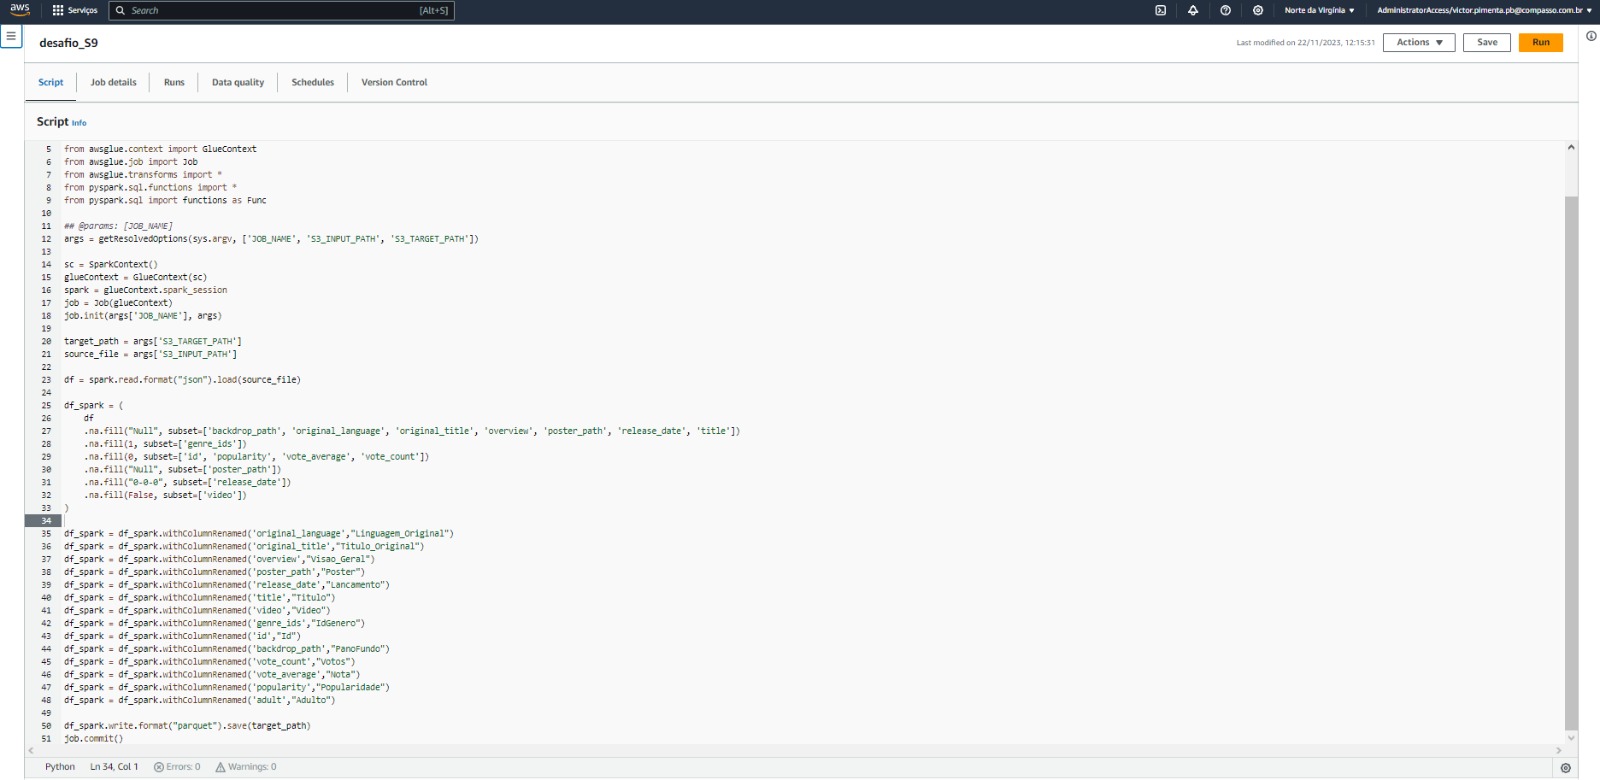 aws Serviços Search [Alt+S] Norte da Virgínia AdministratorAccess/victor.pimenta.pb@compasso.com.br
desafio_S9 Last modified on 22/11/2023, 12:15:31 Actions Save Run
Script Job details Runs Data quality Schedules Version Control
Script Info
5 from awsglue.context import GlueContext
6 from awsglue.job import Job
7 from awsglue.transforms import *
8 from pyspark.sql.functions import *
9 from pyspark.sql import functions as Func
10
11 ## @params: [JOB_NAME]
12 args = getResolvedOptions(sys.argv, ['JOB_NAME', 'S3_INPUT_PATH', 'S3_TARGET_PATH'])
13
14 sc = SparkContext()
15 glueContext = GlueContext(sc)
16 spark = glueContext.spark_session
17 job = Job(glueContext)
18 job.init(args['JOB_NAME'], args)
19
20 target_path = args['S3_TARGET_PATH']
21 source_file = args['S3_INPUT_PATH']
22
23 df = spark.read.format("json").load(source_file)
24
25 df_spark = (
26 df
27 .na.fill("Null", subset=['backdrop_path', 'original_language', 'original_title', 'overview', 'poster_path', 'release_date', 'title'])
28 .na.fill(1, subset=['genre_ids'])
29 .na.fill(0, subset=['id', 'popularity', 'vote_average', 'vote_count'])
30 .na.fill("Null", subset=['poster_path'])
31 .na.fill("0-0-0", subset=['release_date'])
32 .na.fill(False, subset=['video'])
33 )
34
35 df_spark = df_spark.withColumnRenamed('original_language',"Linguagem_Original")
36 df_spark = df_spark.withColumnRenamed('original_title',"Titulo_Original")
37 df_spark = df_spark.withColumnRenamed('overview',"Visao_Geral")
38 df_spark = df_spark.withColumnRenamed('poster_path',"Poster")
39 df_spark = df_spark.withColumnRenamed('release_date',"Lancamento")
40 df_spark = df_spark.withColumnRenamed('title',"Titulo")
41 df_spark = df_spark.withColumnRenamed('video',"Video")
42 df_spark = df_spark.withColumnRenamed('genre_ids',"IdGenero")
43 df_spark = df_spark.withColumnRenamed('id',"Id")
44 df_spark = df_spark.withColumnRenamed('backdrop_path',"PanoFundo")
45 df_spark = df_spark.withColumnRenamed('vote_count',"Votos")
46 df_spark = df_spark.withColumnRenamed('vote_average',"Nota")
47 df_spark = df_spark.withColumnRenamed('popularity',"Popularidade")
48 df_spark = df_spark.withColumnRenamed('adult',"Adulto")
49
50 df_spark.write.format("parquet").save(target_path)
51 job.commit()
Python Ln 34, Col 1 Errors: 0 Warnings: 0